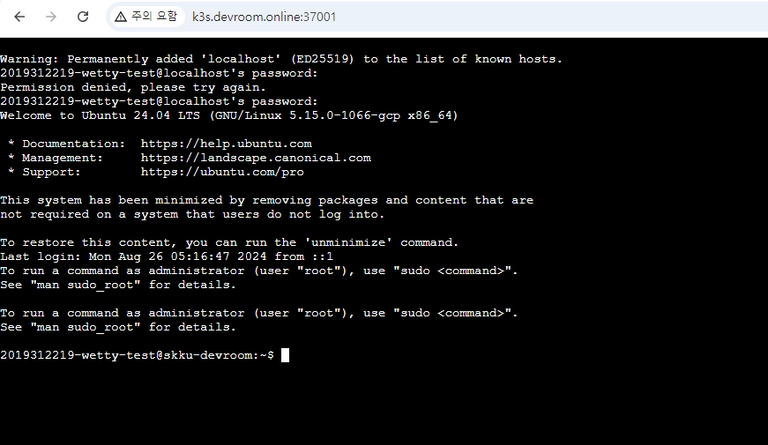 주의 요함 k3s.devroom.online:37001
Warning: Permanently added 'localhost' (ED25519) to the list of known hosts.
2019312219-wetty-test@localhost's password:
Permission denied, please try again.
2019312219-wetty-test@localhost's password:
Welcome to Ubuntu 24.04 LTS (GNU/Linux 5.15.0-1066-gcp x86_64)
* Documentation:  https://help.ubuntu.com
* Management:     https://landscape.canonical.com
* Support:        https://ubuntu.com/pro
This system has been minimized by removing packages and content that are
not required on a system that users do not log into.
To restore this content, you can run the 'unminimize' command.
Last login: Mon Aug 26 05:16:47 2024 from ::1
To run a command as administrator (user "root"), use "sudo <command>".
See "man sudo_root" for details.
To run a command as administrator (user "root"), use "sudo <command>".
See "man sudo_root" for details.
2019312219-wetty-test@skku-devroom:~$